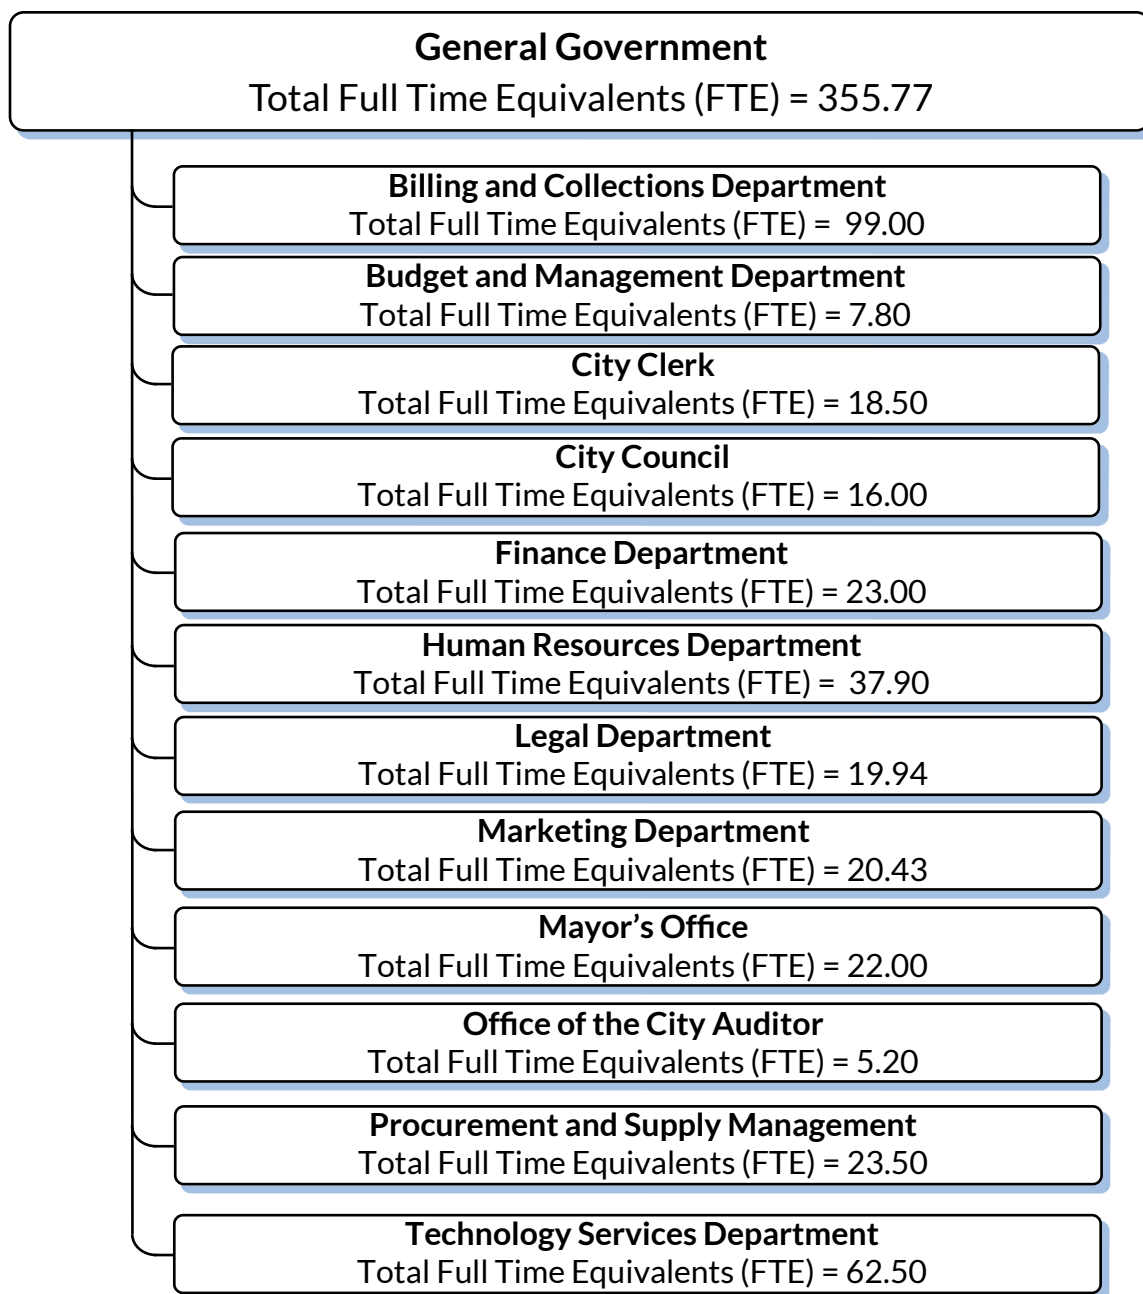 General Government
Total Full Time Equivalents (FTE) = 355.77
Billing and Collections Department
Total Full Time Equivalents (FTE) = 99.00
Budget and Management Department
Total Full Time Equivalents (FTE) = 7.80
City Clerk
Total Full Time Equivalents (FTE) = 18.50
City Council
Total Full Time Equivalents (FTE) = 16.00
Finance Department
Total Full Time Equivalents (FTE) = 23.00
Human Resources Department
Total Full Time Equivalents (FTE) = 37.90
Legal Department
Total Full Time Equivalents (FTE) = 19.94
Marketing Department
Total Full Time Equivalents (FTE) = 20.43
Mayor’s Office
Total Full Time Equivalents (FTE) = 22.00
Office of the City Auditor
Total Full Time Equivalents (FTE) = 5.20
Procurement and Supply Management
Total Full Time Equivalents (FTE) = 23.50
Technology Services Department
Total Full Time Equivalents (FTE) = 62.50